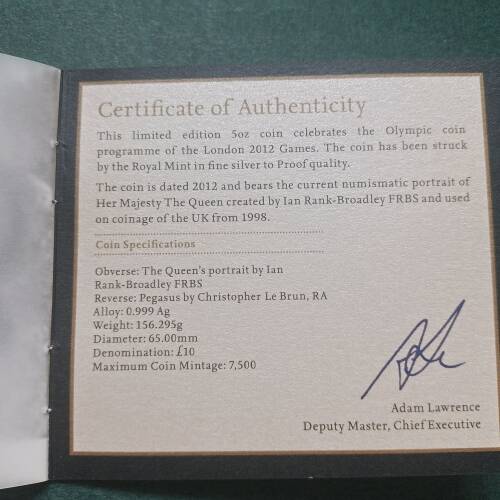 Certificate of Authenticity
This limited edition 5oz coin celebrates the Olympic coin
programme of the London 2012 Games. The coin has been struck
by the Royal Mint in fine silver to Proof quality.
The coin is dated 2012 and bears the current numismatic portrait of
Her Majesty The Queen created by Ian Rank-Broadley FRBS and used
on coinage of the UK from 1998.
Coin Specifications
Obverse: The Queen's portrait by Ian
Rank-Broadley FRBS
Reverse: Pegasus by Christopher Le Brun, RA
Alloy: 0.999 Ag
Weight: 156.295g
Diameter: 65.00mm
Denomination: £10
Maximum Coin Mintage: 7,500
Adam Lawrence
Deputy Master, Chief Executive